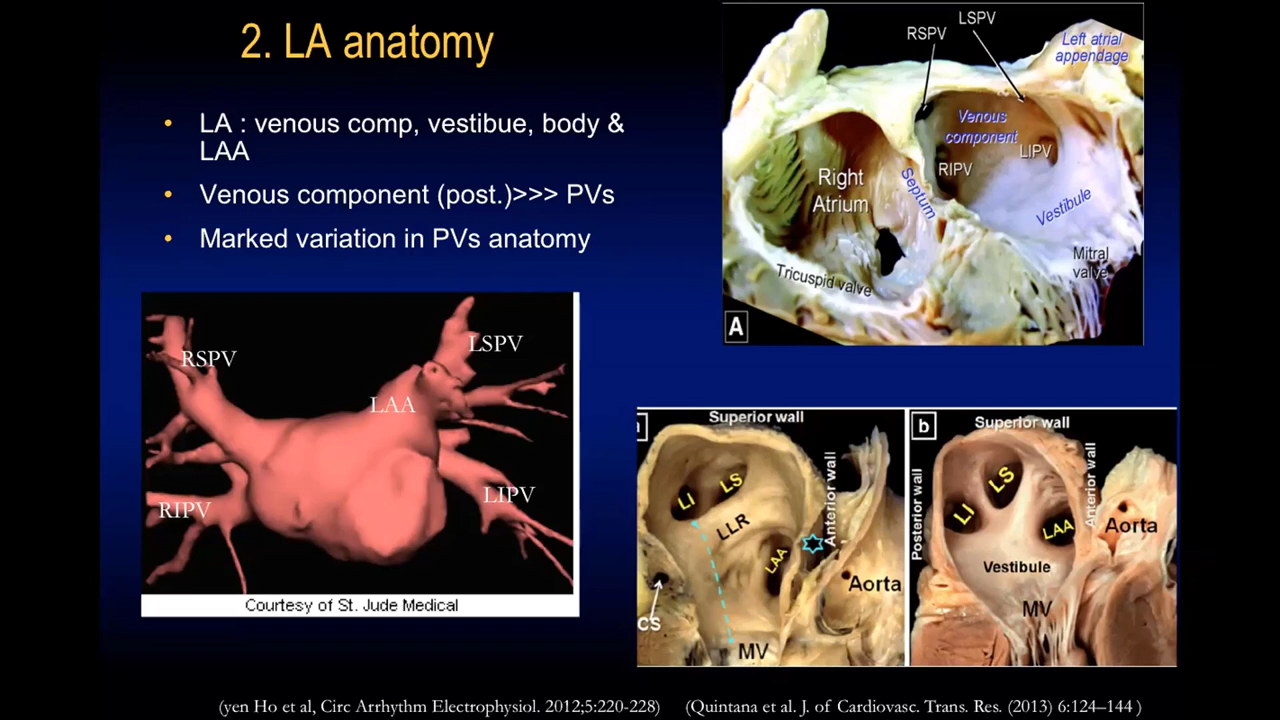 2. LA anatomy
• LA : venous comp, vestibue, body &
LAA
• Venous component (post.)>>> PVs
• Marked variation in PVs anatomy
RSPV
LSPV
LAA
RIPV
LIPV
Courtesy of St. Jude Medical
RSPV
LSPV
Left atrial
appendage
Venous
component
LIPV
RIPV
Right
Atrium
Septum
Vestibule
Mitral
valve
Tricuspid valve
A
Superior wall
LI
LS
LLR
LAA
Anterior wall
Aorta
CS
MV
b
Superior wall
Posterior wall
Anterior wall
LS
LI
LAA
Aorta
Vestibule
MV
(yen Ho et al, Circ Arrhythm Electrophysiol. 2012;5:220-228)
(Quintana et al. J. of Cardiovasc. Trans. Res. (2013) 6:124–144 )